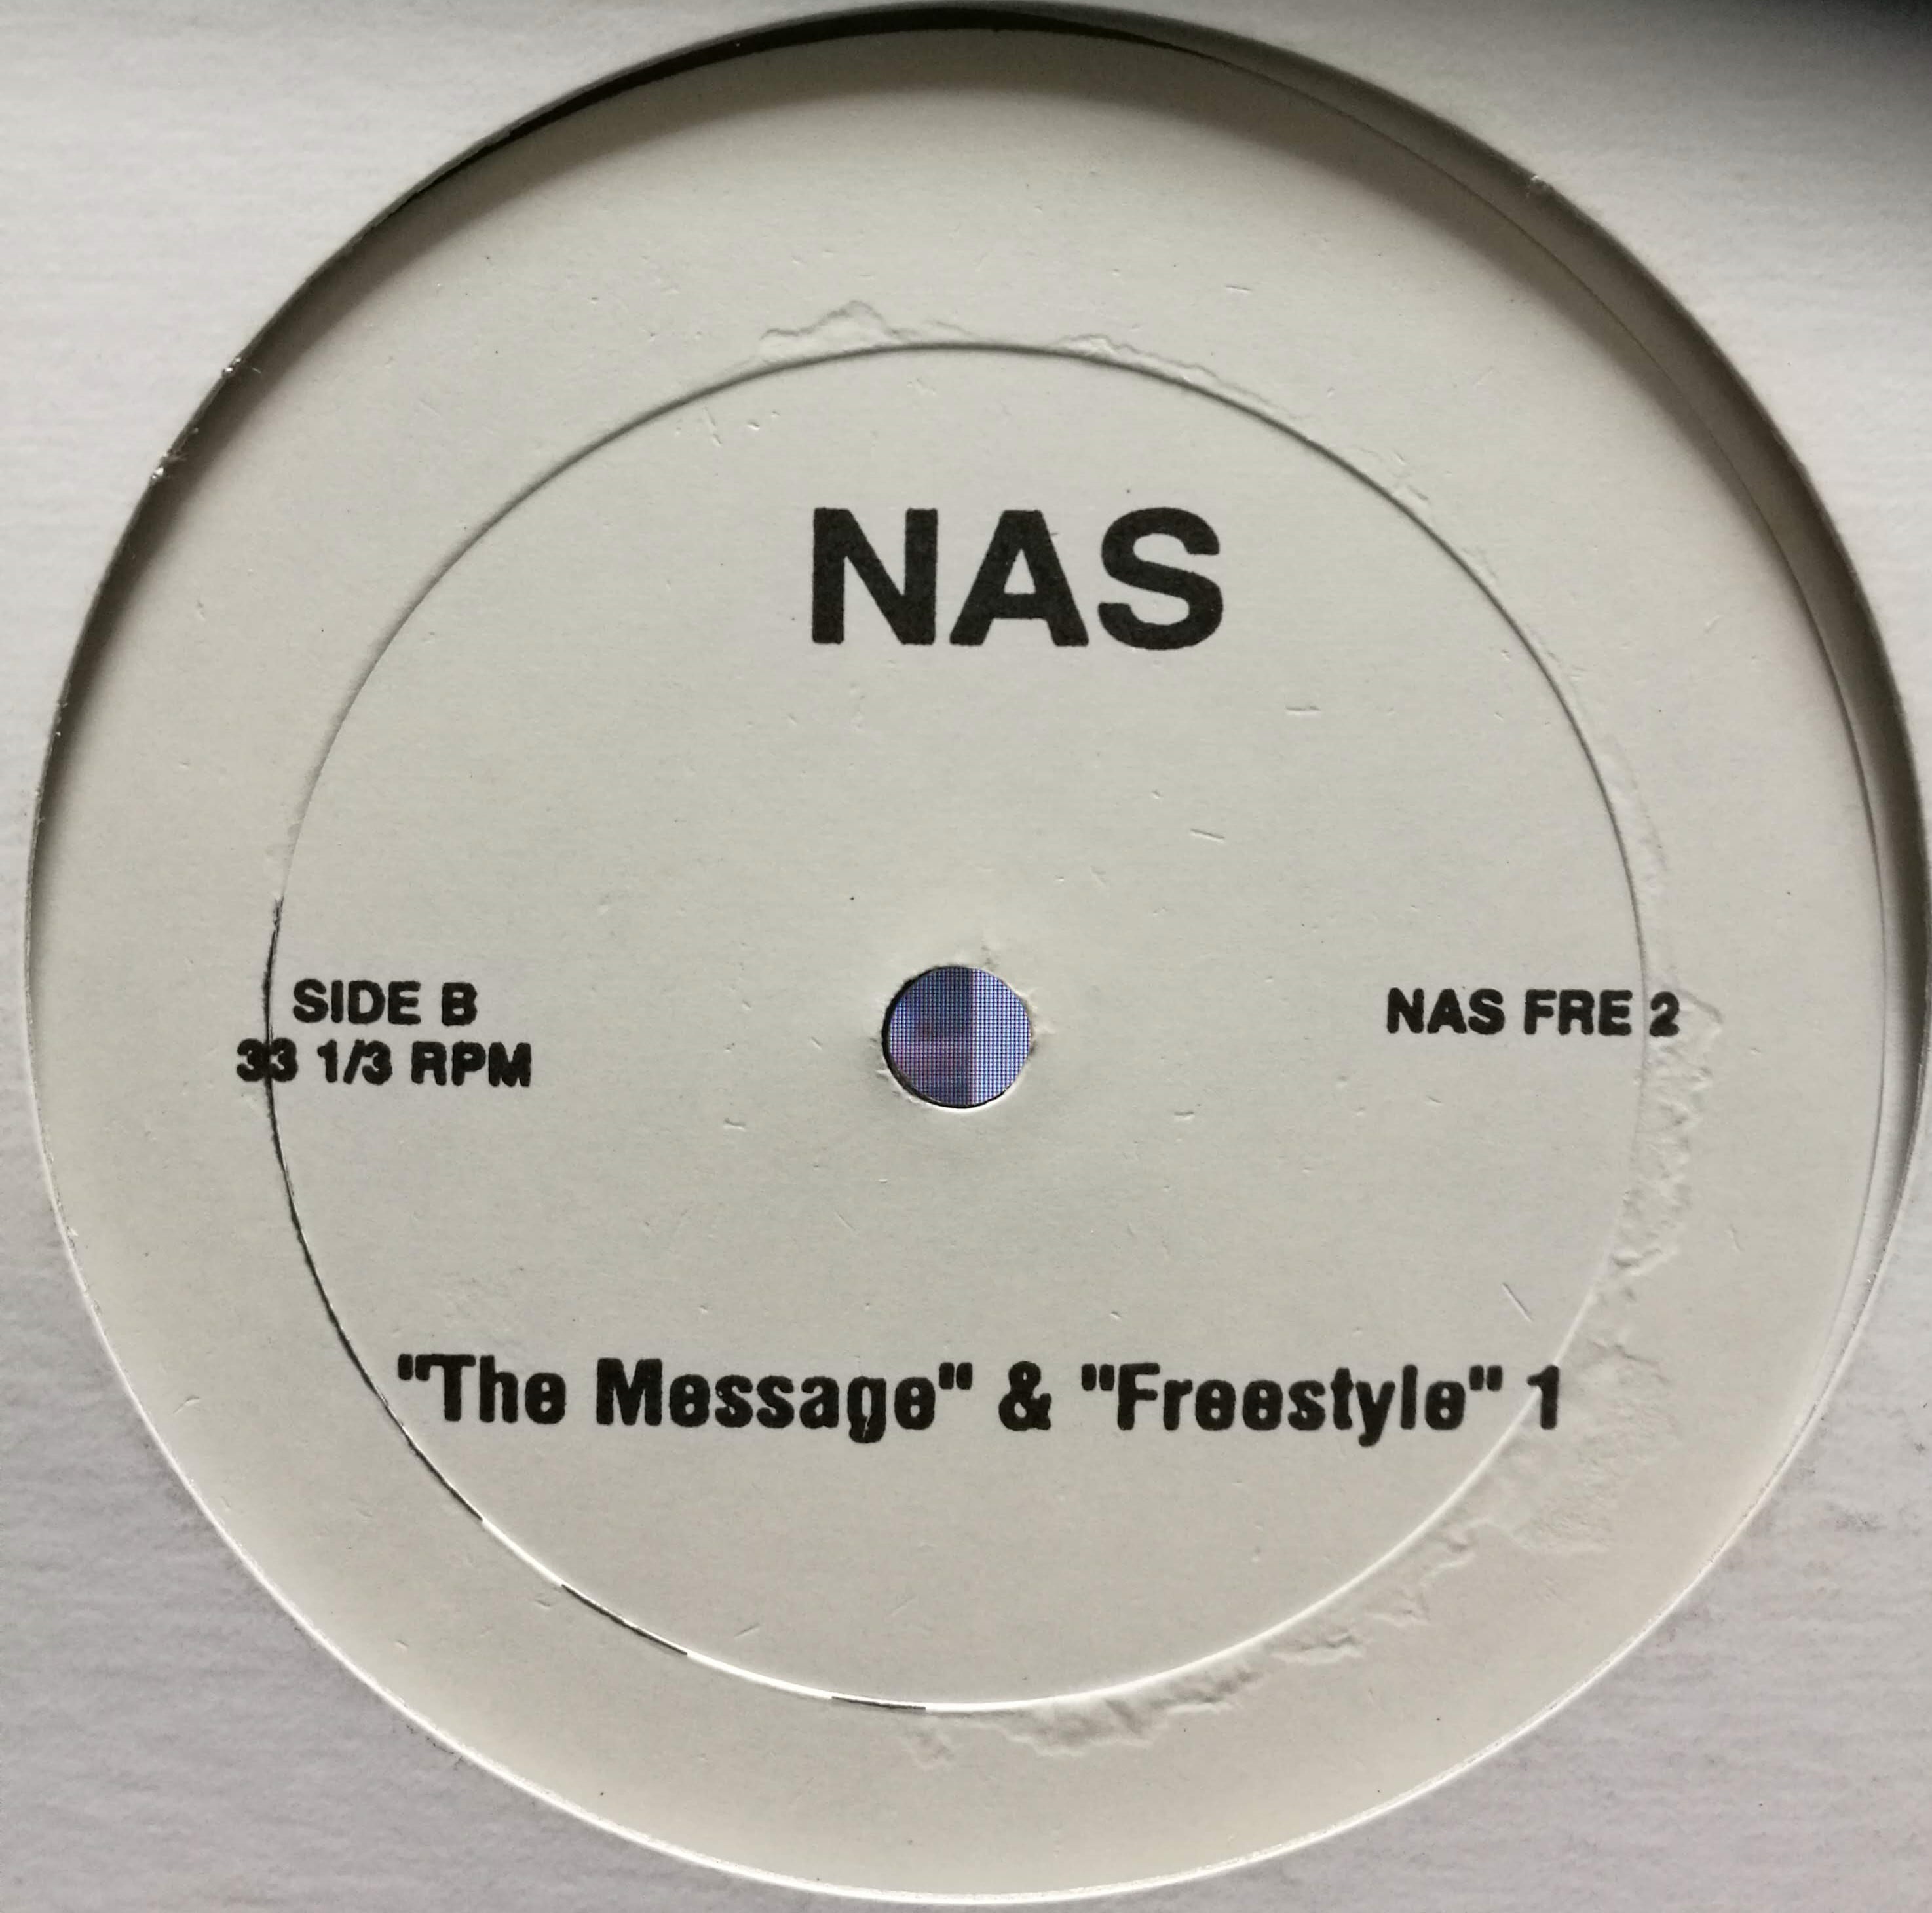 NAS
SIDE B
33 1/3 RPM
NAS FRE 2
"The Message" & "Freestyle" 1